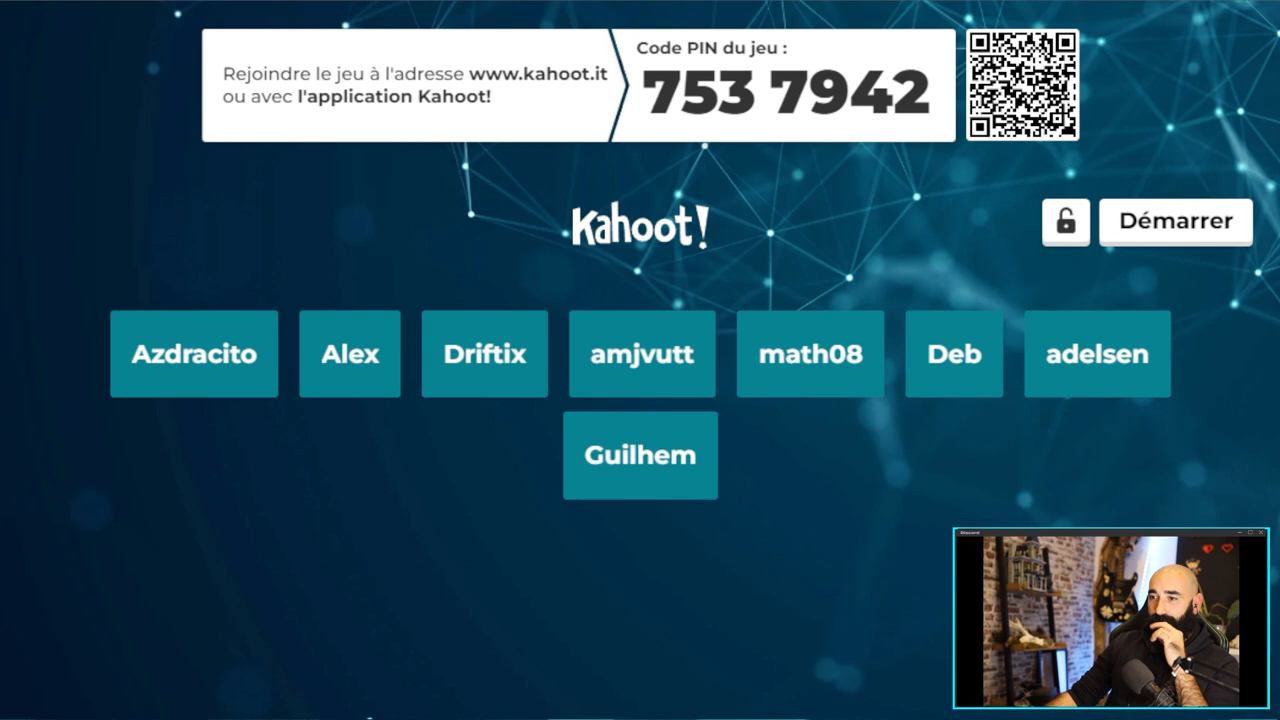 Rejoindre le jeu à l'adresse www.kahoot.it
ou avec l'application Kahoot!
Code PIN du jeu :
753 7942
Kahoot!
Démarrer
Azdracito
Alex
Driftix
amjvutt
math08
Deb
adelsen
Guilhem
Discord